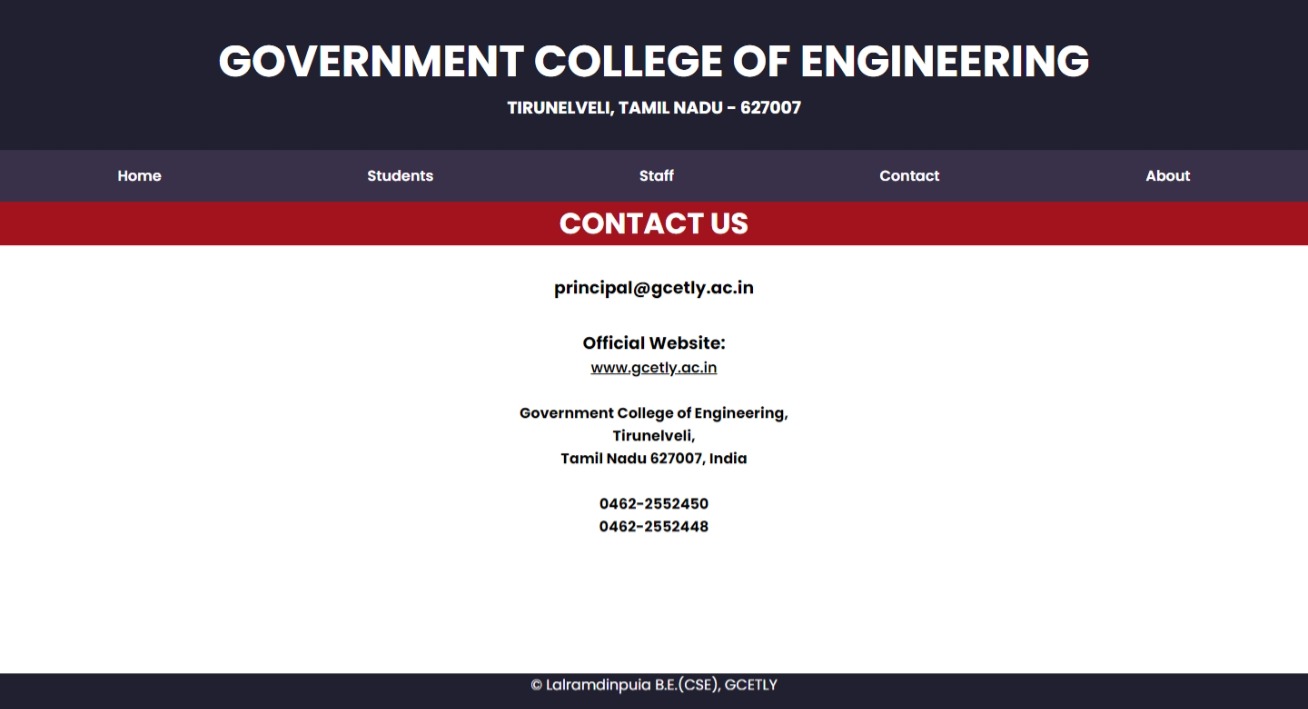 GOVERNMENT COLLEGE OF ENGINEERING
TIRUNELVELI, TAMIL NADU - 627007
Home Students Staff Contact About
CONTACT US
principal@gcetly.ac.in
Official Website:
www.gcetly.ac.in
Government College of Engineering,
Tirunelveli,
Tamil Nadu 627007, India
0462-2552450
0462-2552448
© Lalramdinpuia B.E.(CSE), GCETLY